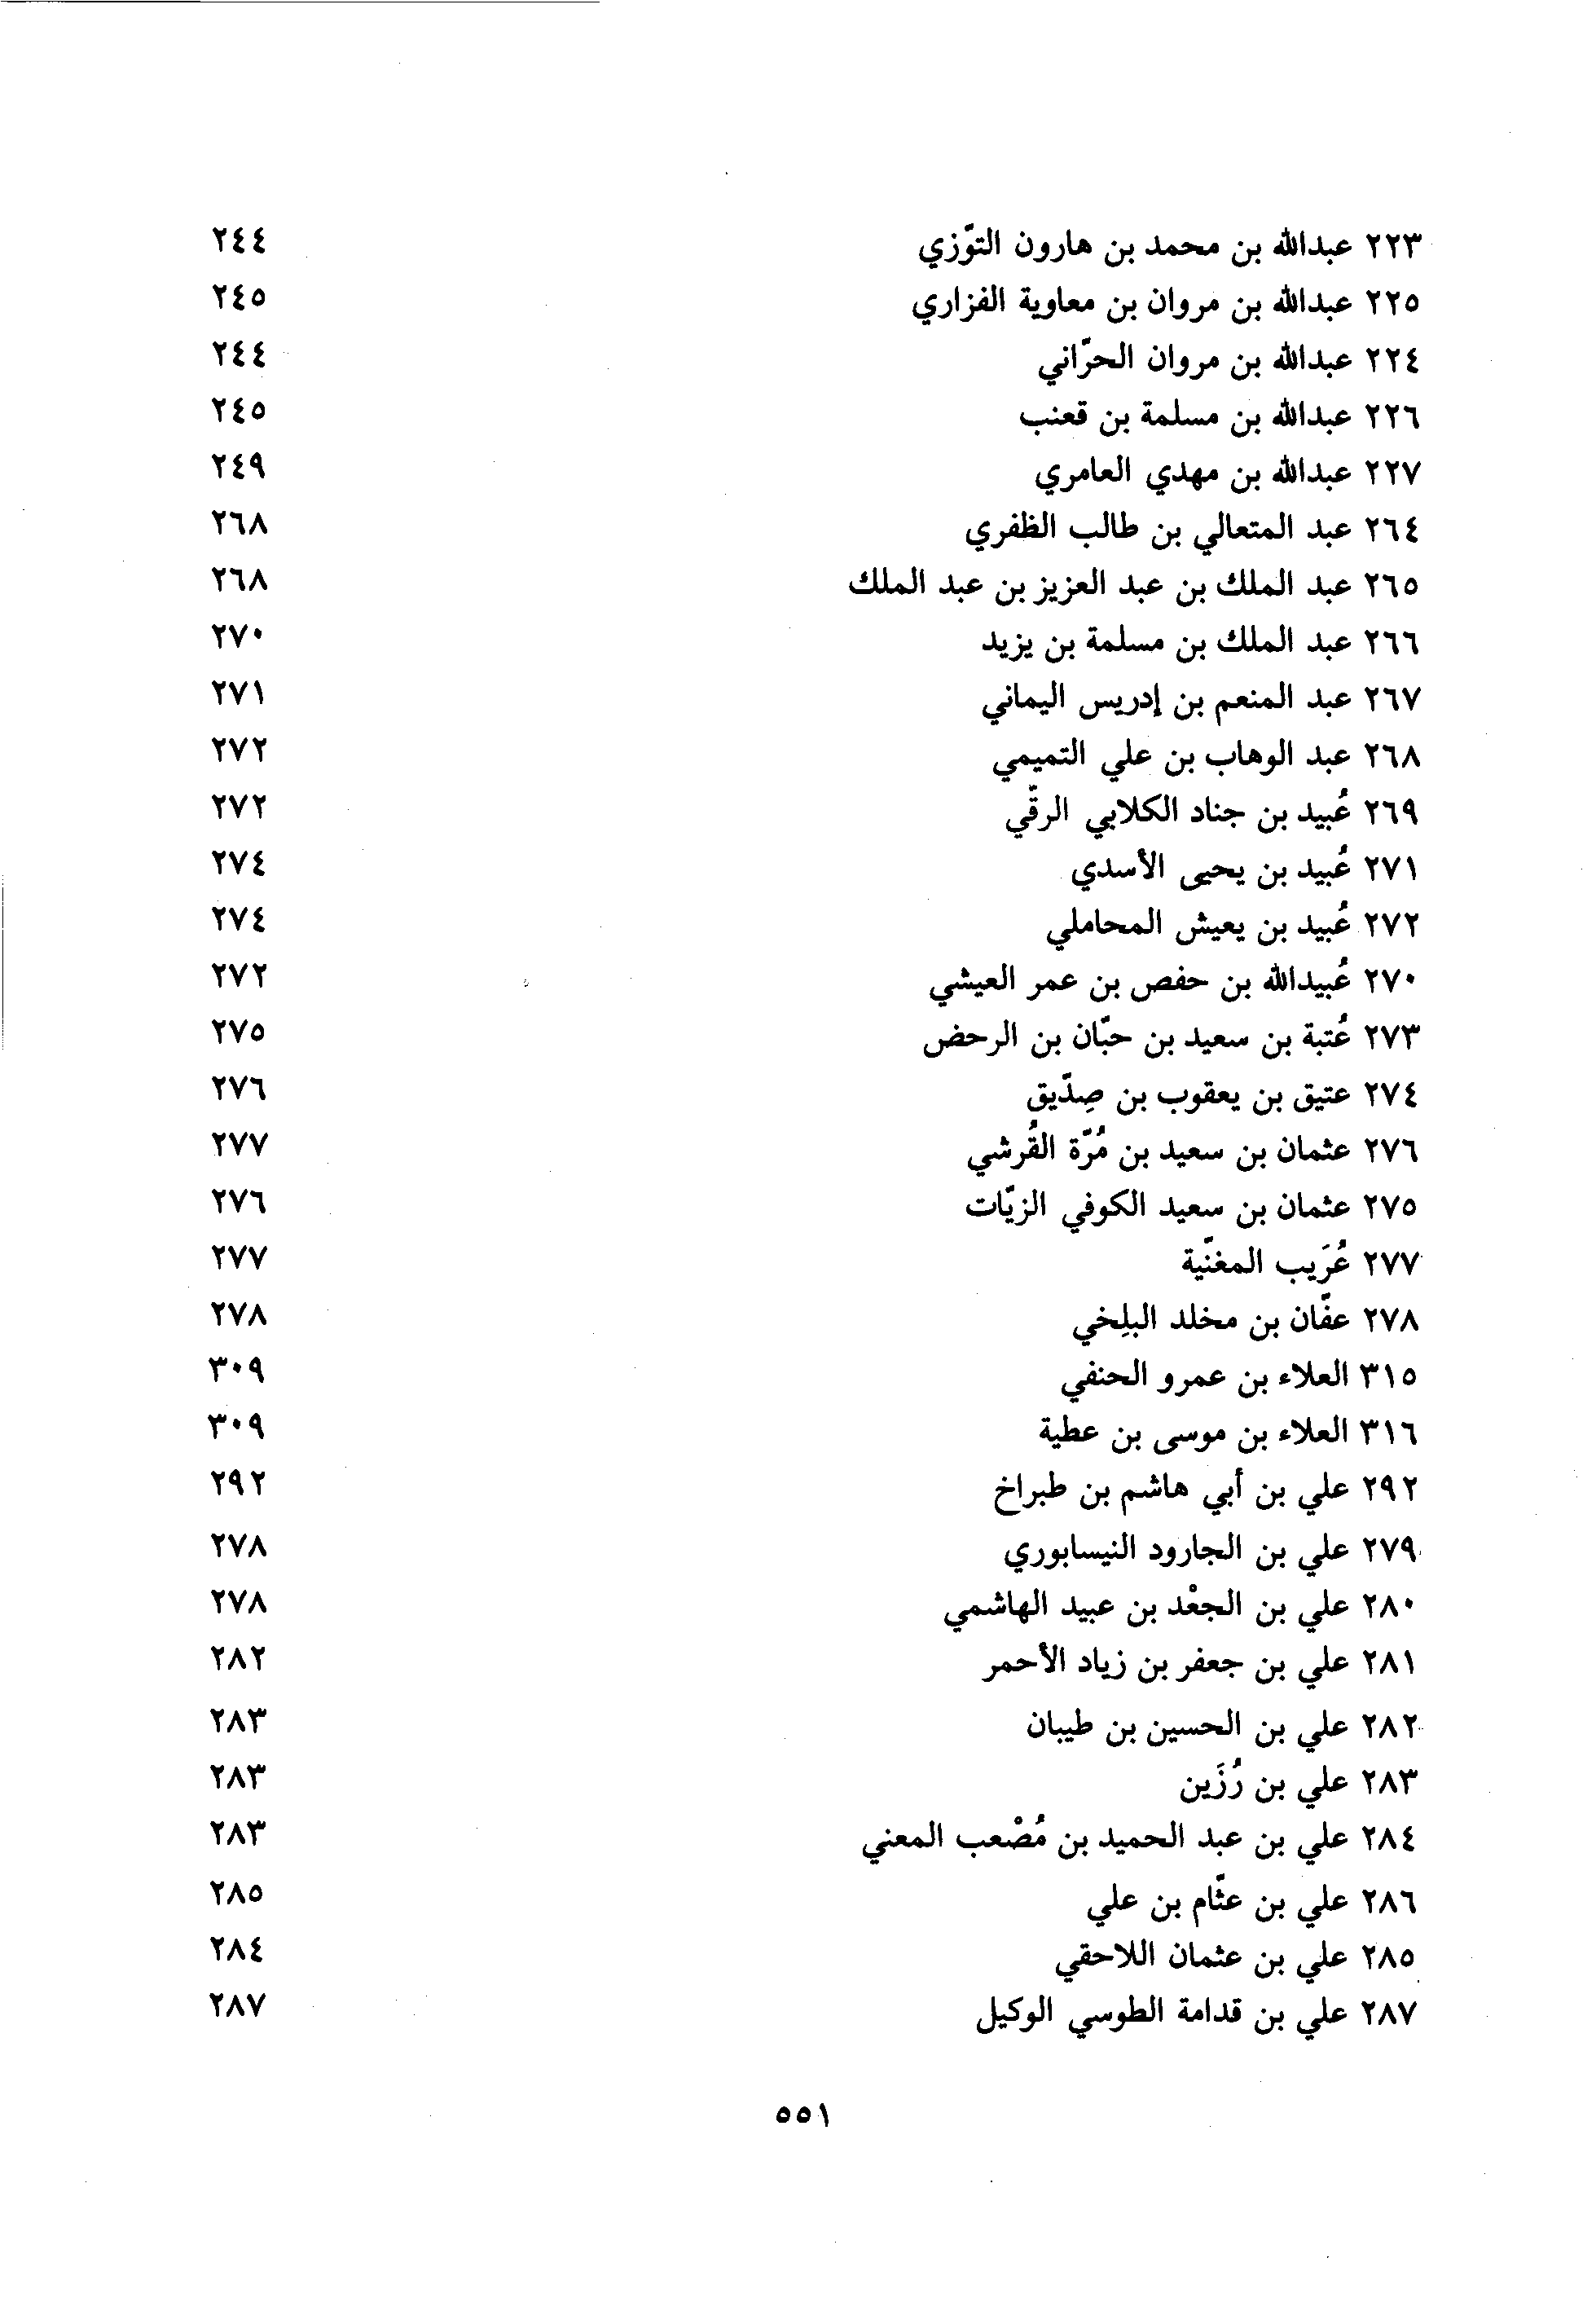 ٢٢٣ عبدالله بن محمد بن هارون التوّزي ٢٤٤
٢٢٥ عبدالله بن مروان بن معاوية الفزاري ٢٤٥
٢٢٤ عبدالله بن مروان الحرّاني ٢٤٤
٢٢٦ عبدالله بن مسلمة بن قعنب ٢٤٥
٢٢٧ عبدالله بن مهدي العامري ٢٤٩
٢٦٤ عبد المتعالي بن طالب الظفري ٢٦٨
٢٦٥ عبد الملك بن عبد العزيز بن عبد الملك ٢٦٨
٢٦٦ عبد الملك بن مسلمة بن يزيد ٢٧٠
٢٦٧ عبد المنعم بن إدريس اليماني ٢٧١
٢٦٨ عبد الوهاب بن علي التميمي ٢٧٢
٢٦٩ عُبيد بن جناد الكلابي الرقّي ٢٧٢
٢٧١ عُبيد بن يحيى الأسدي ٢٧٤
٢٧٢ عُبيد بن يعيش المحاملي ٢٧٤
٢٧٠ عُبيدالله بن حفص بن عمر العيشي ٢٧٢
٢٧٣ عُتبة بن سعيد بن حبّان بن الرحض ٢٧٥
٢٧٤ عتيق بن يعقوب بن صِدّيق ٢٧٦
٢٧٦ عثمان بن سعيد بن مُرّة القُرشي ٢٧٧
٢٧٥ عثمان بن سعيد الكوفي الزيّات ٢٧٦
٢٧٧ عُرَيب المغنّية ٢٧٧
٢٧٨ عفّان بن مخلد البلِخي ٢٧٨
٣١٥ العلاء بن عمرو الحنفي ٣٠٩
٣١٦ العلاء بن موسى بن عطية ٣٠٩
٢٩٢ علي بن أبي هاشم بن طبراخ ٢٩٢
٢٧٩ علي بن الجارود النيسابوري ٢٧٨
٢٨٠ علي بن الجعْد بن عبيد الهاشمي ٢٧٨
٢٨١ علي بن جعفر بن زياد الأحمر ٢٨٢
٢٨٢ علي بن الحسين بن طيبان ٢٨٣
٢٨٣ علي بن رُزَين ٢٨٣
٢٨٤ علي بن عبد الحميد بن مُصْعب المعني ٢٨٣
٢٨٦ علي بن عثّام بن علي ٢٨٥
٢٨٥ علي بن عثمان اللاحقي ٢٨٤
٢٨٧ علي بن قدامة الطوسي الوكيل ٢٨٧
٥٥١